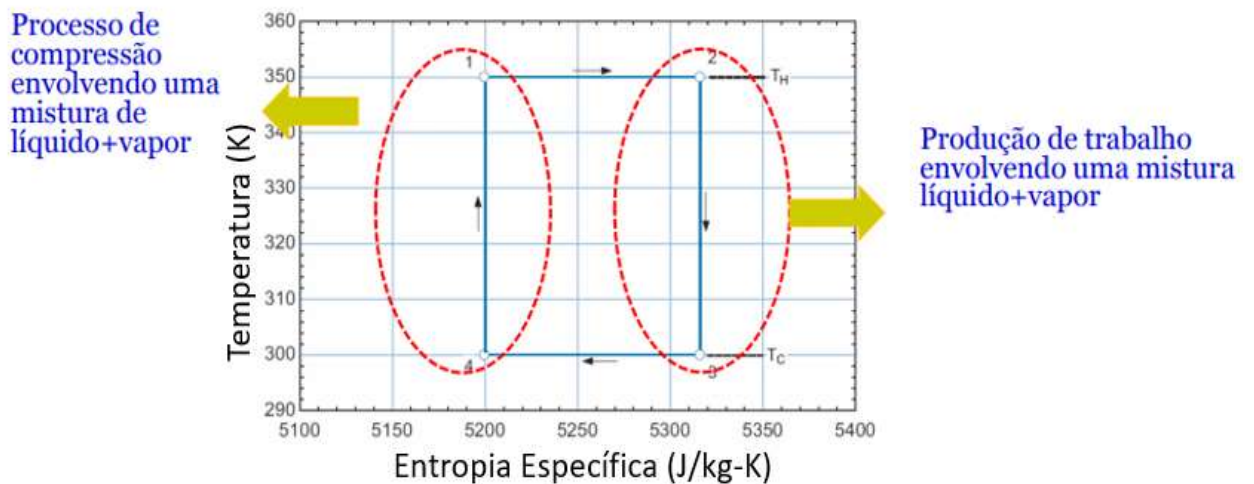 Processo de
compressão
envolvendo uma
mistura de
líquido+vapor
Temperatura (K)
360
350
340
330
320
310
300
290
1
2
T_H
T_C
4
3
5100 5150 5200 5250 5300 5350 5400
Entropia Específica (J/kg-K)
Produção de trabalho
envolvendo uma mistura
líquido+vapor